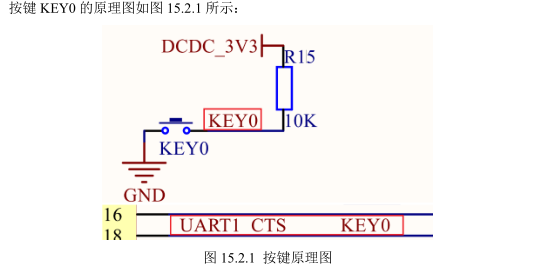 按键 KEY0 的原理图如图 15.2.1 所示：
DCDC_3V3
R15
KEY0
10K
KEY0
GND
16
UART1_CTS KEY0
18
图 15.2.1 按键原理图